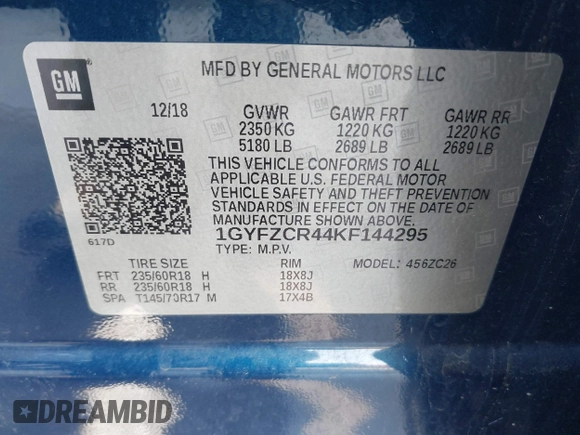 GM
MFD BY GENERAL MOTORS LLC
12/18 GVWR GAWR FRT GAWR RR
2350 KG 1220 KG 1220 KG
5180 LB 2689 LB 2689 LB
THIS VEHICLE CONFORMS TO ALL
APPLICABLE U.S. FEDERAL MOTOR
VEHICLE SAFETY AND THEFT PREVENTION
STANDARDS IN EFFECT ON THE DATE
OF MANUFACTURE SHOWN ABOVE.
617D
1GYFZCR44KF144295
TYPE: M.P.V. MODEL: 456ZC26
TIRE SIZE RIM
FRT 235/60R18 H 18X8J
RR 235/60R18 H 18X8J
SPA T145/70R17 M 17X4B
DREAMBID